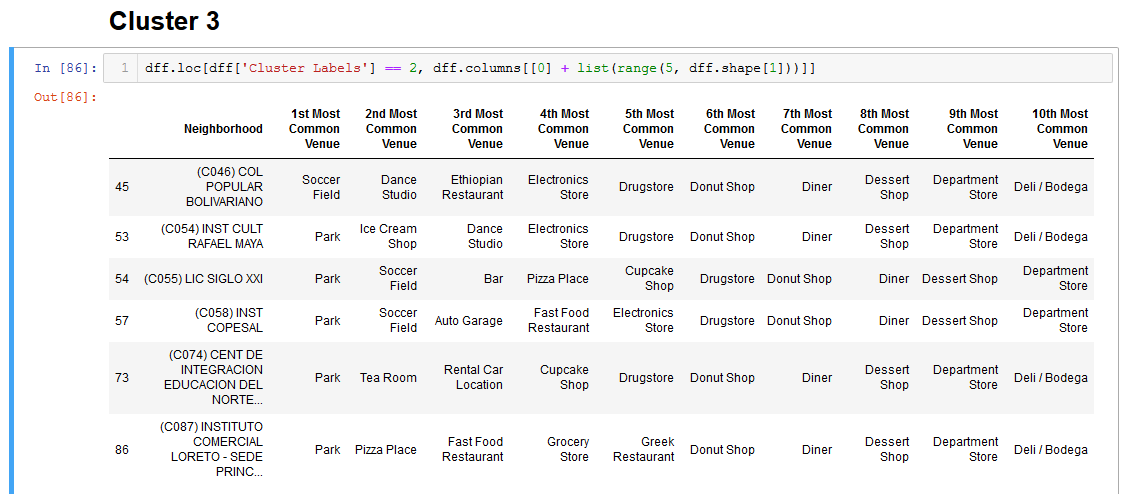 Cluster 3
In [86]: 1 dff.loc[dff['Cluster Labels'] == 2, dff.columns[[0] + list(range(5, dff.shape[1]))]]
Out[86]:
Neighborhood 1st Most Common Venue 2nd Most Common Venue 3rd Most Common Venue 4th Most Common Venue 5th Most Common Venue 6th Most Common Venue 7th Most Common Venue 8th Most Common Venue 9th Most Common Venue 10th Most Common Venue
45 (C046) COL POPULAR BOLIVARIANO Soccer Field Dance Studio Ethiopian Restaurant Electronics Store Drugstore Donut Shop Diner Dessert Shop Department Store Deli / Bodega
53 (C054) INST CULT RAFAEL MAYA Park Ice Cream Shop Dance Studio Electronics Store Drugstore Donut Shop Diner Dessert Shop Department Store Deli / Bodega
54 (C055) LIC SIGLO XXI Park Soccer Field Bar Pizza Place Cupcake Shop Drugstore Donut Shop Diner Dessert Shop Department Store
57 (C058) INST COPESAL Park Soccer Field Auto Garage Fast Food Restaurant Electronics Store Drugstore Donut Shop Diner Dessert Shop Department Store
73 (C074) CENT DE INTEGRACION EDUCACION DEL NORTE... Park Tea Room Rental Car Location Cupcake Shop Drugstore Donut Shop Diner Dessert Shop Department Store Deli / Bodega
86 (C087) INSTITUTO COMERCIAL LORETO - SEDE PRINC... Park Pizza Place Fast Food Restaurant Grocery Store Greek Restaurant Donut Shop Diner Dessert Shop Department Store Deli / Bodega